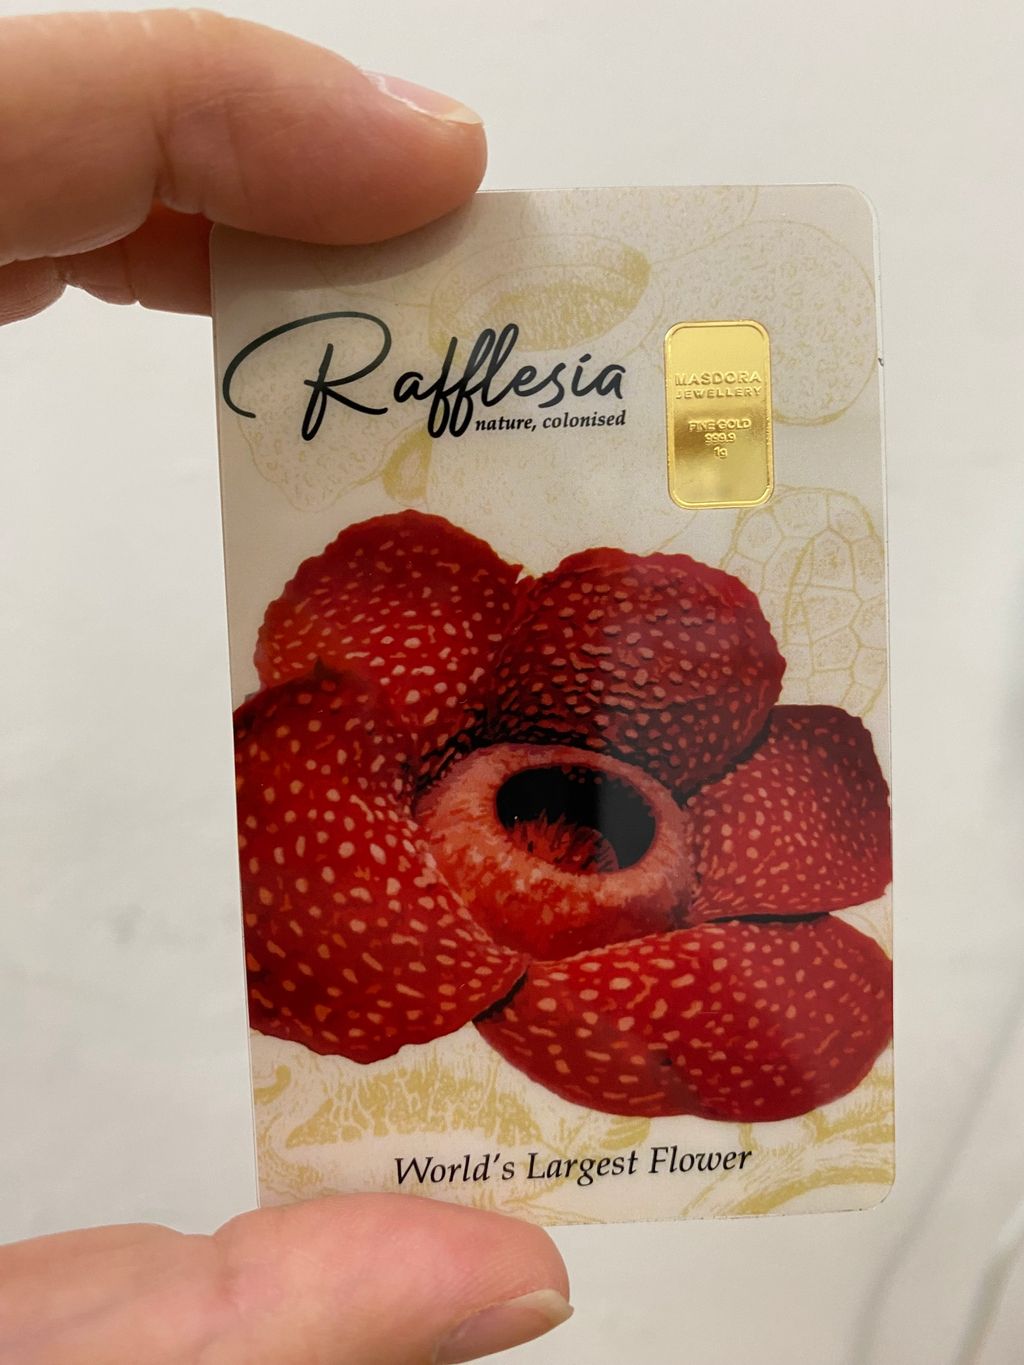 Rafflesia
nature, colonised
MASDORA
JEWELLERY
FINE GOLD
999.9
1g
World's Largest Flower